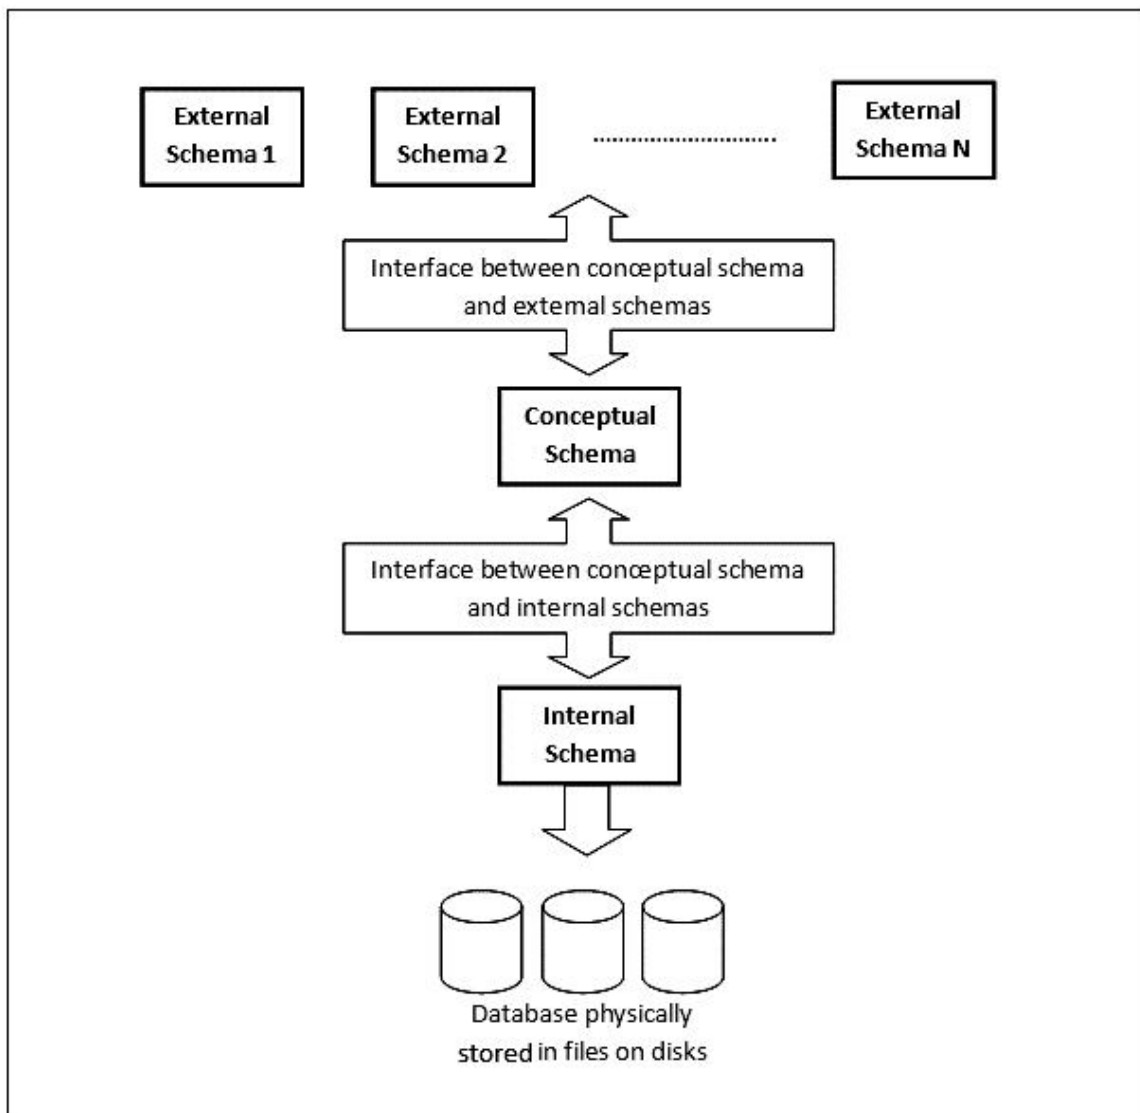 External
Schema 1
External
Schema 2
External
Schema N
Interface between conceptual schema
and external schemas
Conceptual
Schema
Interface between conceptual schema
and internal schemas
Internal
Schema
Database physically
stored in files on disks